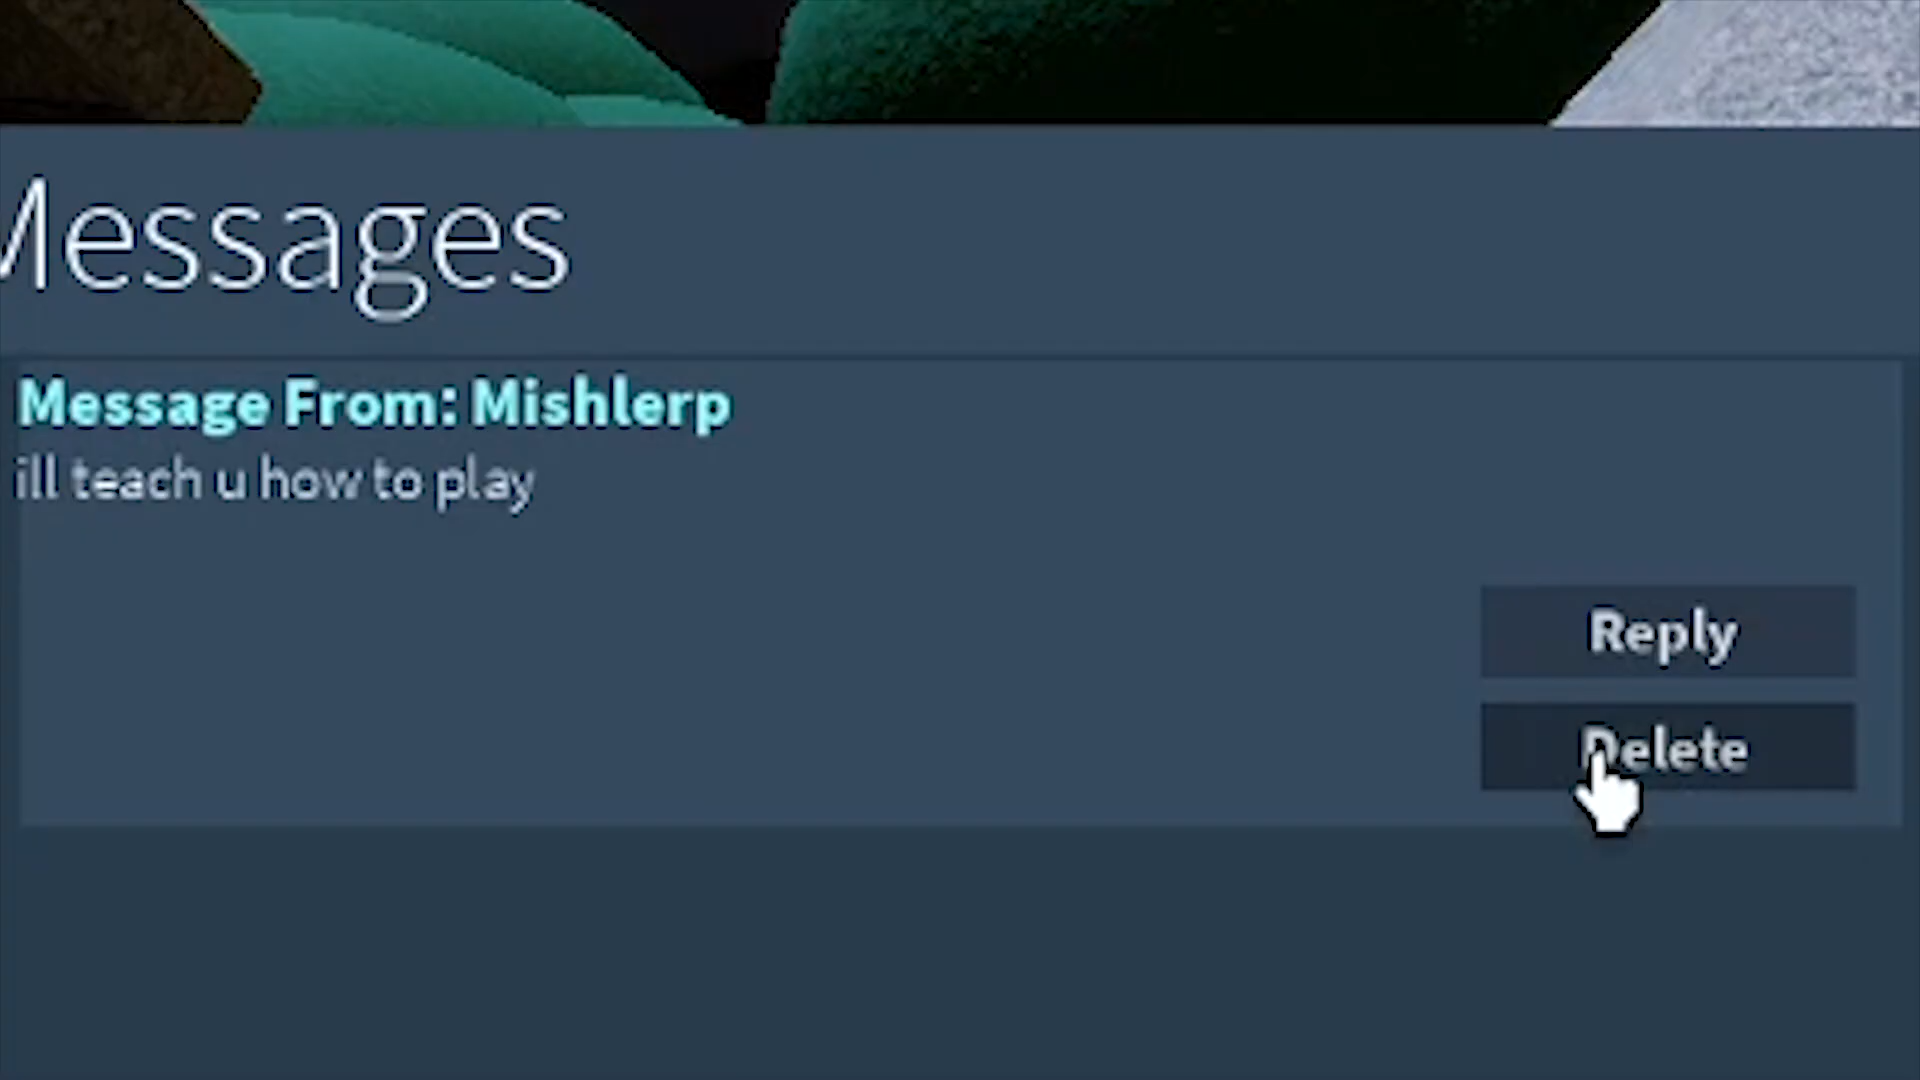 Messages
Message From: Mishlerp
ill teach u how to play
Reply
Delete